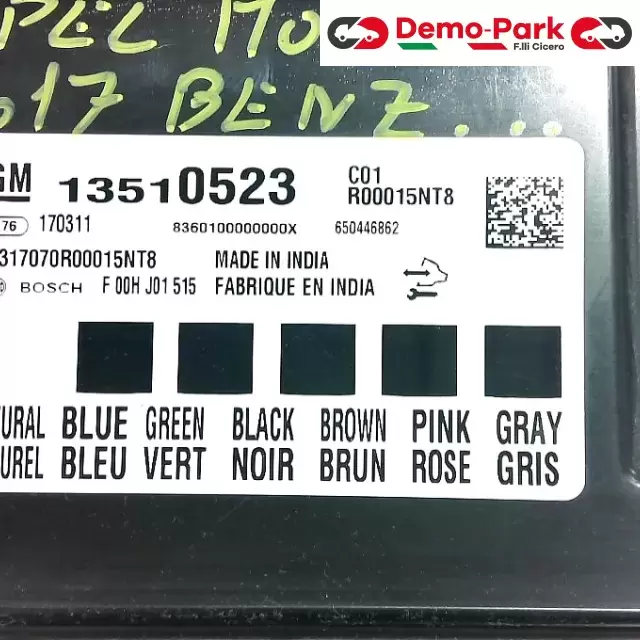 Demo-Park
F.lli Cicero
PEL MO
017 BENZ...
GM 13510523 C01
R00015NT8
76 170311 8360100000000X 650446862
317070R00015NT8 MADE IN INDIA
BOSCH F 00H J01 515 FABRIQUE EN INDIA
URAL BLUE GREEN BLACK BROWN PINK GRAY
UREL BLEU VERT NOIR BRUN ROSE GRIS